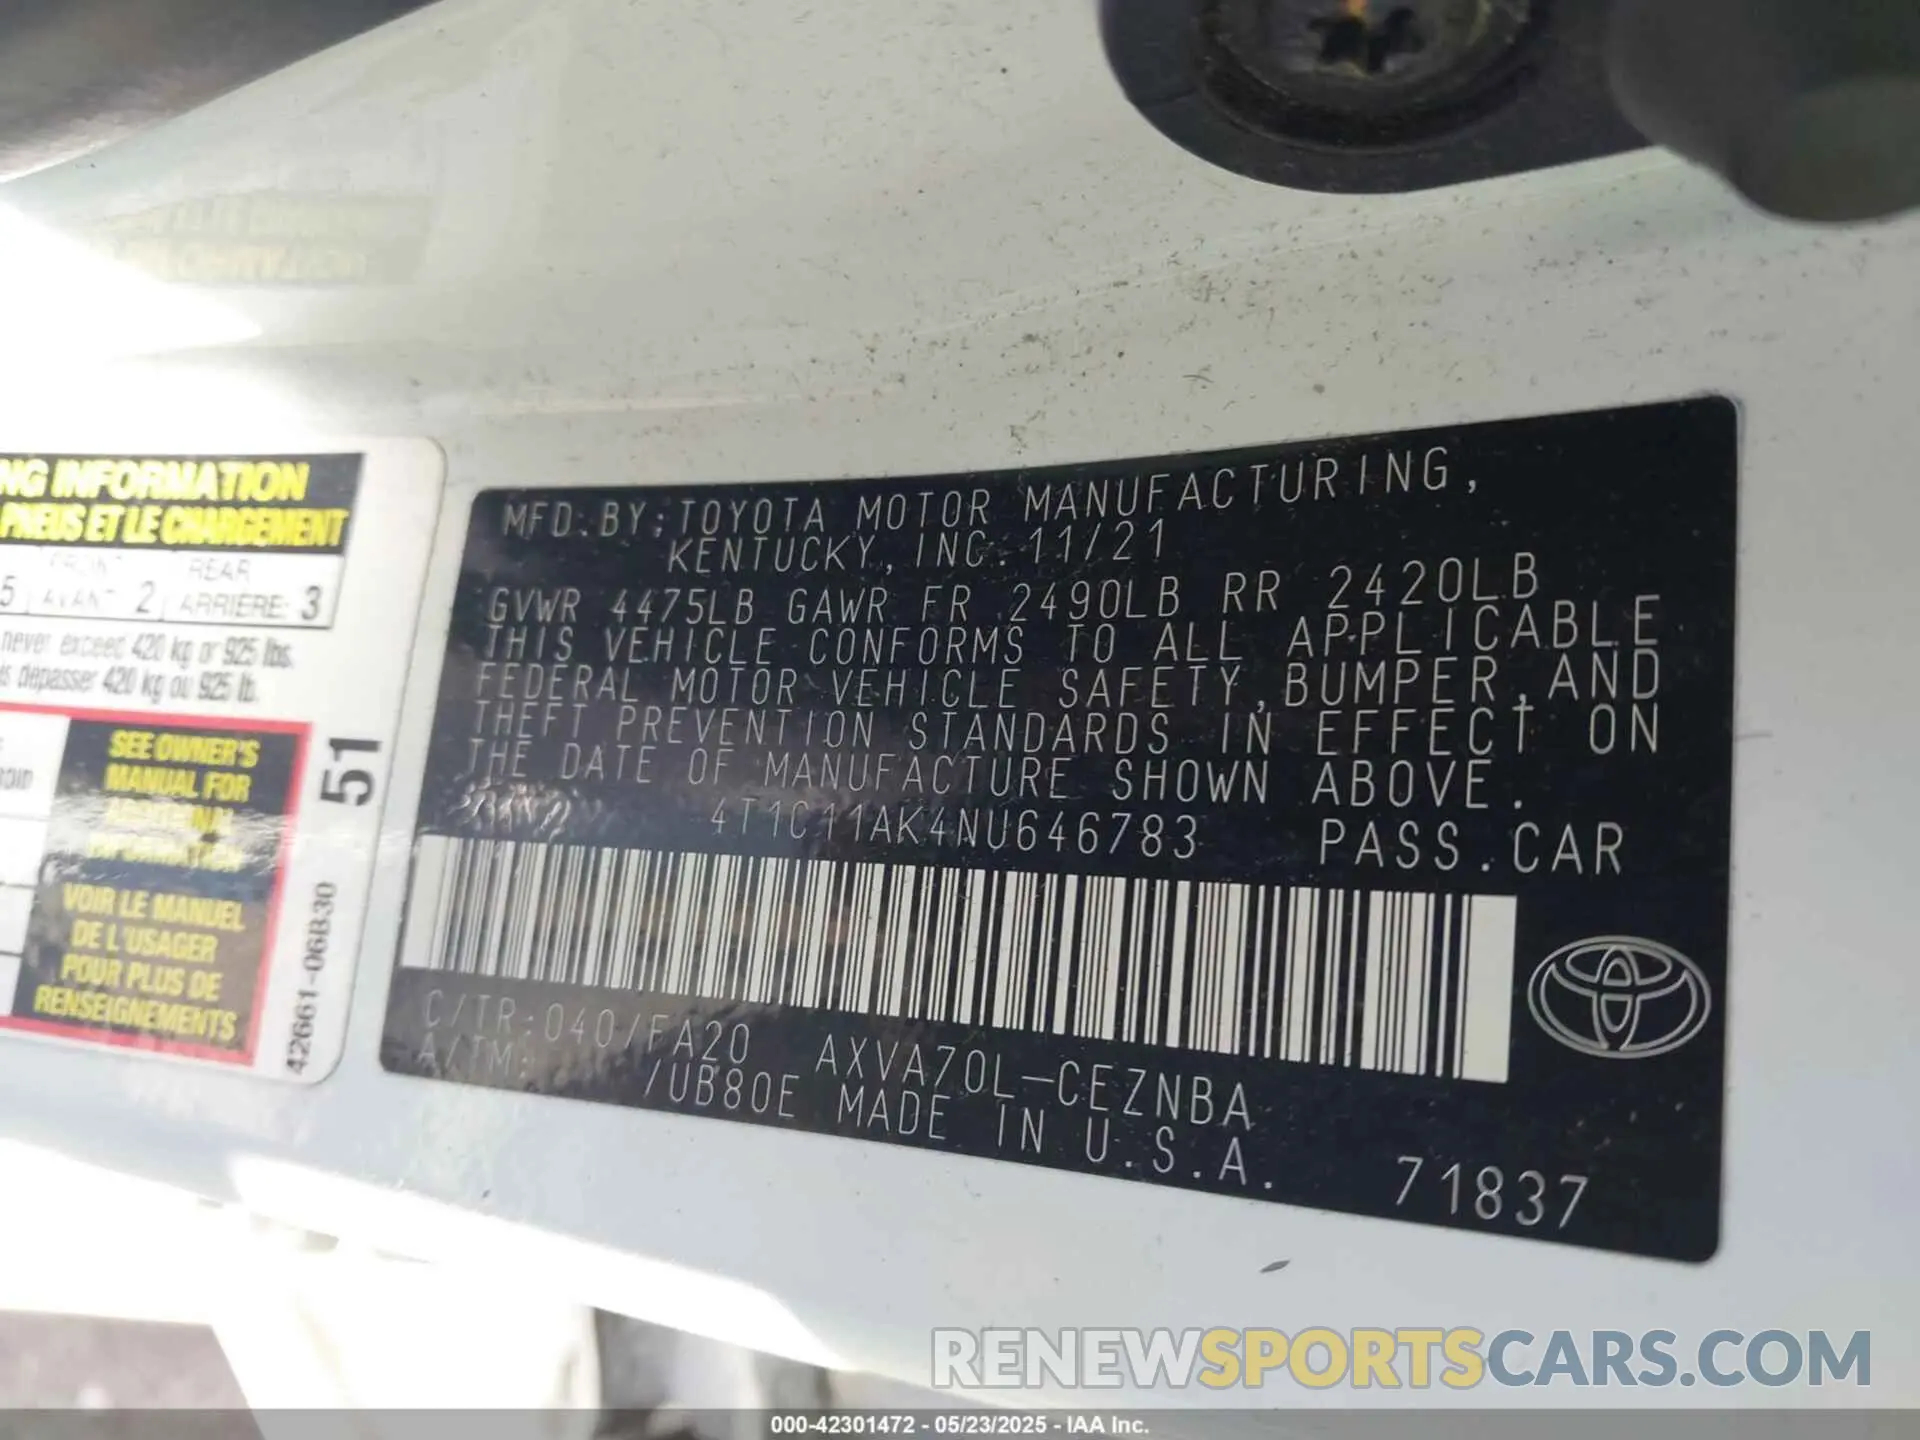 NG INFORMATION
PNEUS ET LE CHARGEMENT
FRONT REAR
5 AVANT 2 ARRIÈRE: 3
never exceed 420 kg or 925 lbs.
dépasser 420 kg ou 925 lb.
SEE OWNER'S
MANUAL FOR
ADDITIONAL
INFORMATION
VOIR LE MANUEL
DE L'USAGER
POUR PLUS DE
RENSEIGNEMENTS
51
42661-06B30
MFD. BY: TOYOTA MOTOR MANUFACTURING,
KENTUCKY, INC. 11/21
GVWR 4475LB GAWR FR 2490LB RR 2420LB
THIS VEHICLE CONFORMS TO ALL APPLICABLE
FEDERAL MOTOR VEHICLE SAFETY, BUMPER, AND
THEFT PREVENTION STANDARDS IN EFFECT ON
THE DATE OF MANUFACTURE SHOWN ABOVE.
4T1C11AK4NU646783 PASS. CAR
C/TR: 040/FA20 AXVA70L-CEZNBA
A/TM: /UB80E MADE IN U.S.A.
71837
RENEWSPORTSCARS.COM
000-42301472 - 05/23/2025 - IAA Inc.